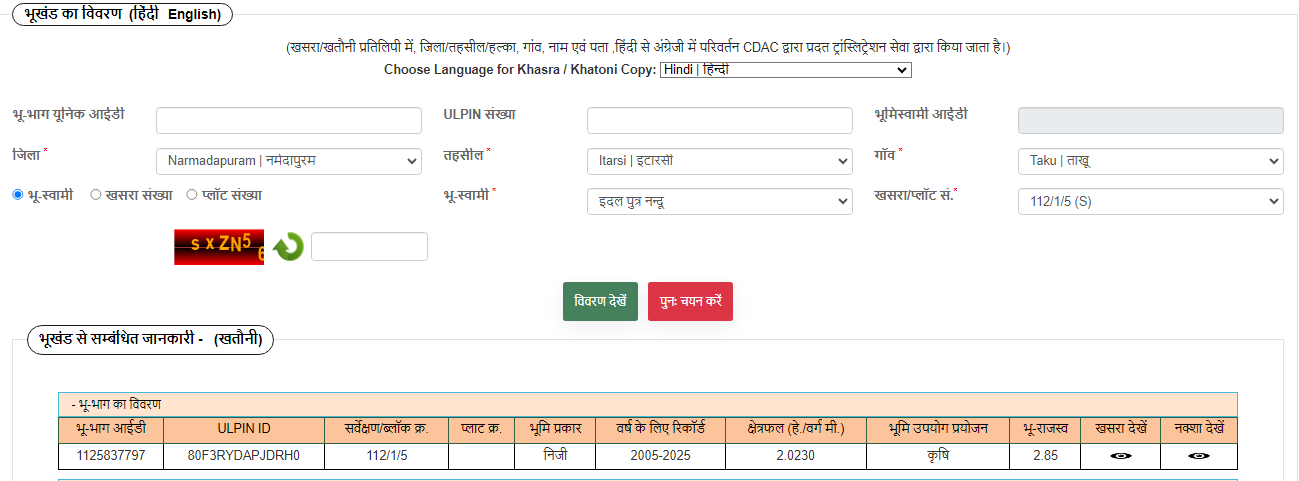 भूखंड का विवरण (हिंदी English)
(खसरा/खतौनी प्रतिलिपी में, जिला/तहसील/हल्का, गांव, नाम एवं पता ,हिंदी से अंग्रेजी में परिवर्तन CDAC द्वारा प्रदत ट्रांस्लिट्रेशन सेवा द्वारा किया जाता है।)
Choose Language for Khasra / Khatoni Copy: Hindi | हिन्दी
भू-भाग यूनिक आईडी ULPIN संख्या भूमिस्वामी आईडी
जिला * Narmadapuram | नर्मदापुरम तहसील * Itarsi | इटारसी गाँव * Taku | ताखू
भू-स्वामी खसरा संख्या प्लॉट संख्या भू-स्वामी * इदल पुत्र नन्दू खसरा/प्लॉट सं.* 112/1/5 (S)
s x ZN5 6
विवरण देखें पुनः चयन करें
भूखंड से सम्बंधित जानकारी - (खतौनी)
- भू-भाग का विवरण
भू-भाग आईडी ULPIN ID सर्वेक्षण/ब्लॉक क्र. प्लाट क्र. भूमि प्रकार वर्ष के लिए रिकॉर्ड क्षेत्रफल (हे./वर्ग मी.) भूमि उपयोग प्रयोजन भू-राजस्व खसरा देखें नक्शा देखें
1125837797 80F3RYDAPJDRH0 112/1/5 निजी 2005-2025 2.0230 कृषि 2.85